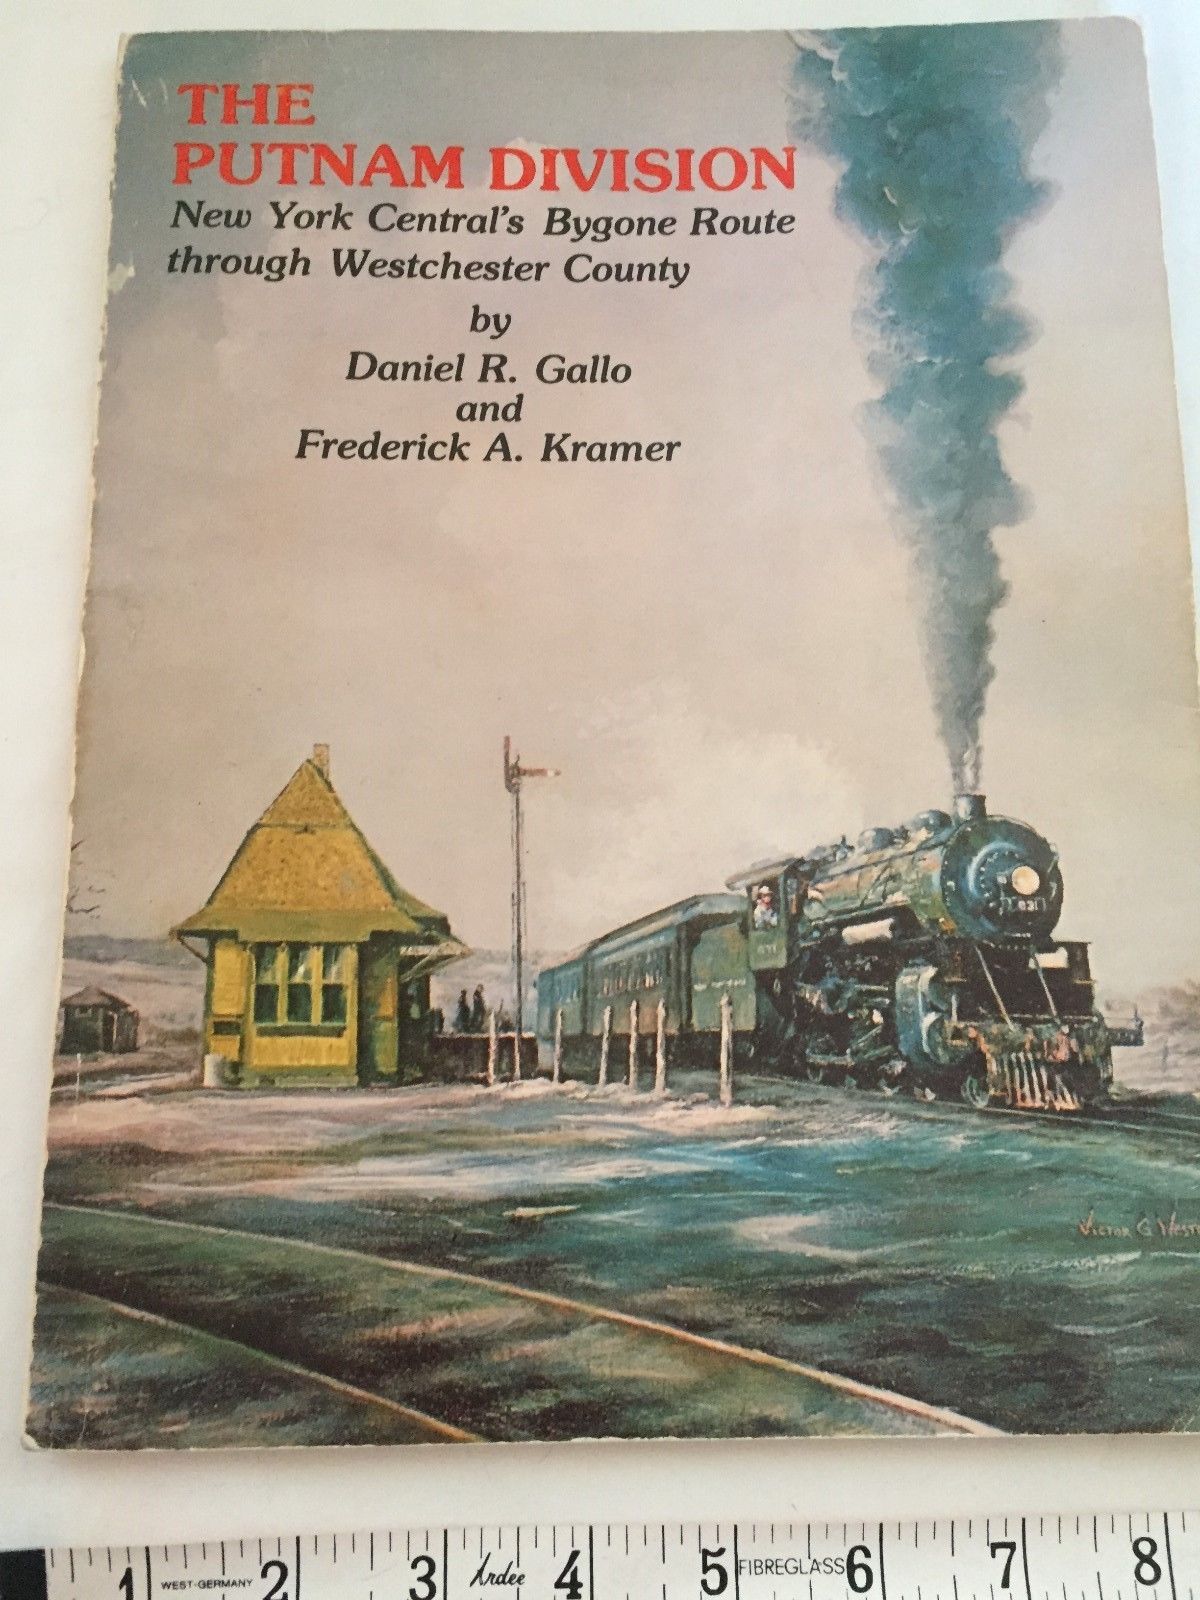 THE
PUTNAM DIVISION
New York Central's Bygone Route
through Westchester County
by
Daniel R. Gallo
and
Frederick A. Kramer
Victor G
1 WEST-GERMANY 2 3 Ardee 4 5 FIBREGLASS 6 7 8